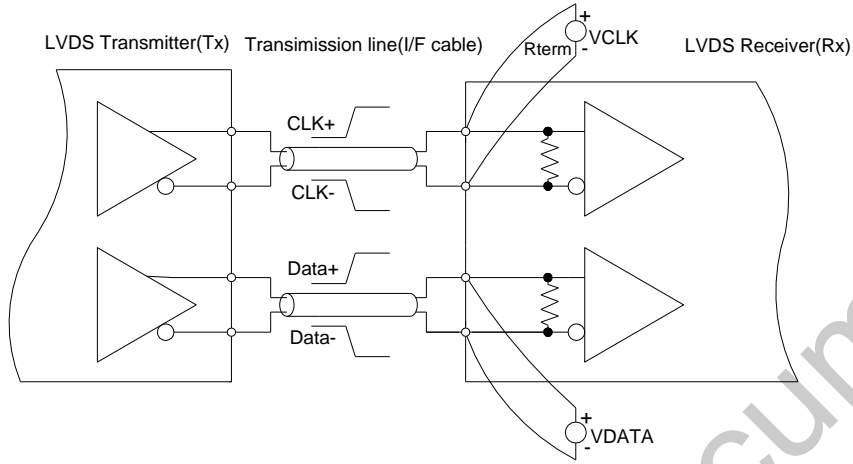 LVDS Transmitter(Tx)
Transimission line(I/F cable)
LVDS Receiver(Rx)
+
VCLK
-
Rterm
CLK+
CLK-
Data+
Data-
+
VDATA
-